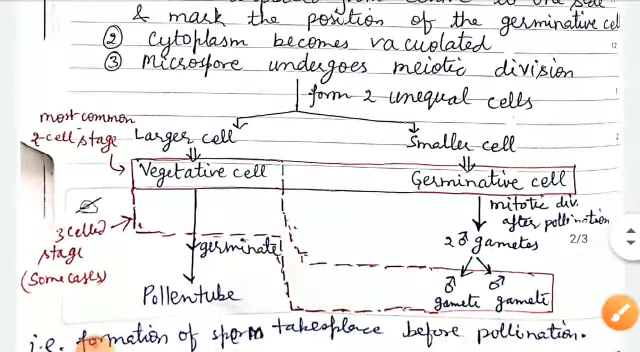 & mark the position of the germinative cell
② Cytoplasm becomes vacuolated
③ Microspore undergoes meiotic division
form 2 unequal cells
most common
2-cell stage
Larger cell
Smaller cell
Vegetative cell
Germinative cell
mitotic div.
after pollination
3 celled
stage
(Some cases)
germinate
2 ♂ gametes
2/3
Pollentube
♂ ♂
gamete gamete
i.e. formation of sperm takesplace before pollination.